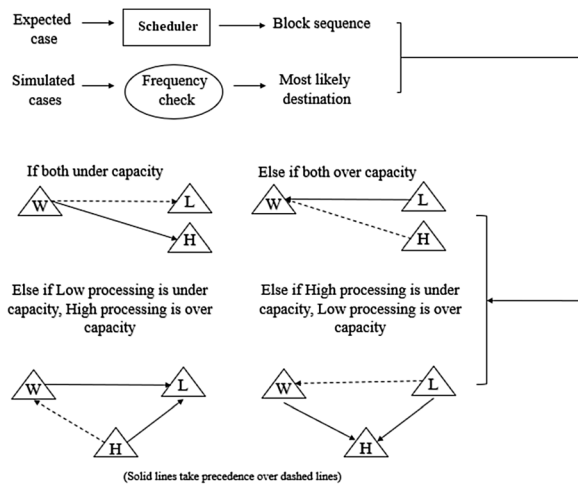 Expected
case
Scheduler
Block sequence
Simulated
cases
Frequency
check
Most likely
destination
If both under capacity
W
L
H
Else if both over capacity
W
L
H
Else if Low processing is under
capacity, High processing is over
capacity
W
L
H
Else if High processing is under
capacity, Low processing is over
capacity
W
L
H
(Solid lines take precedence over dashed lines)